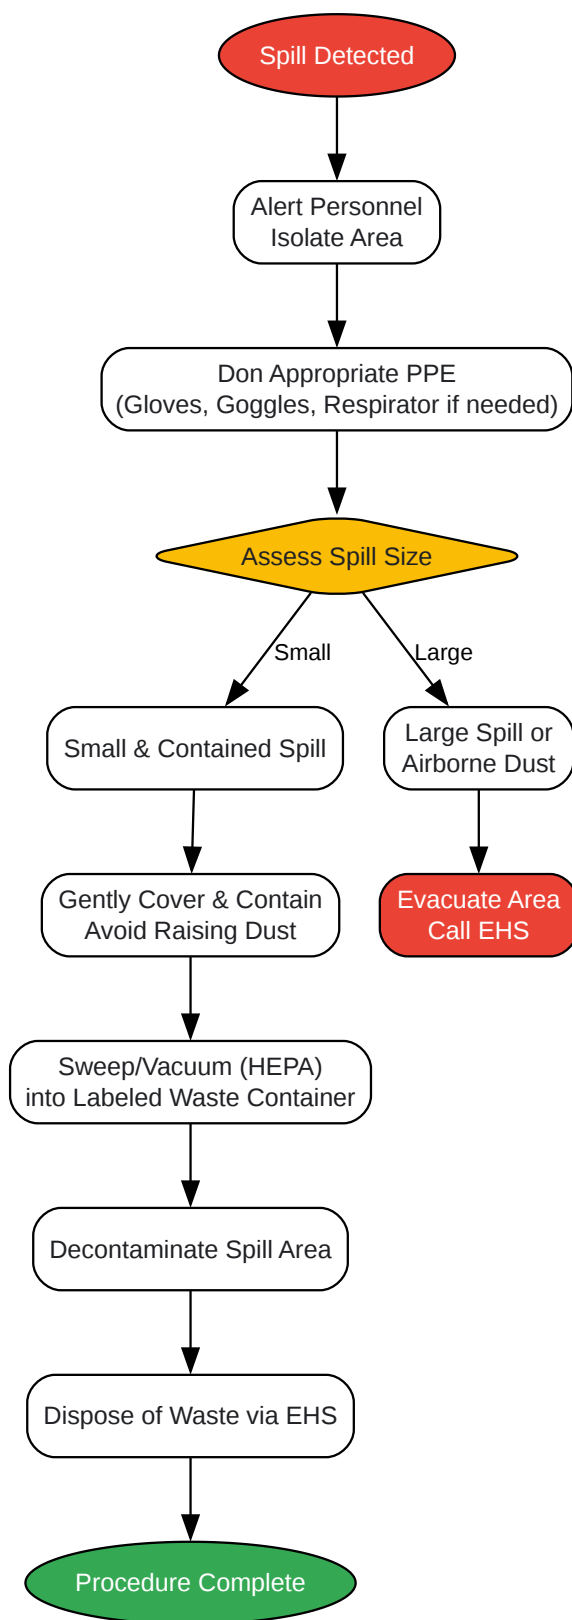 Spill Detected
Alert Personnel
Isolate Area
Don Appropriate PPE
(Gloves, Goggles, Respirator if needed)
Assess Spill Size
Small
Large
Small & Contained Spill
Large Spill or
Airborne Dust
Gently Cover & Contain
Avoid Raising Dust
Evacuate Area
Call EHS
Sweep/Vacuum (HEPA)
into Labeled Waste Container
Decontaminate Spill Area
Dispose of Waste via EHS
Procedure Complete